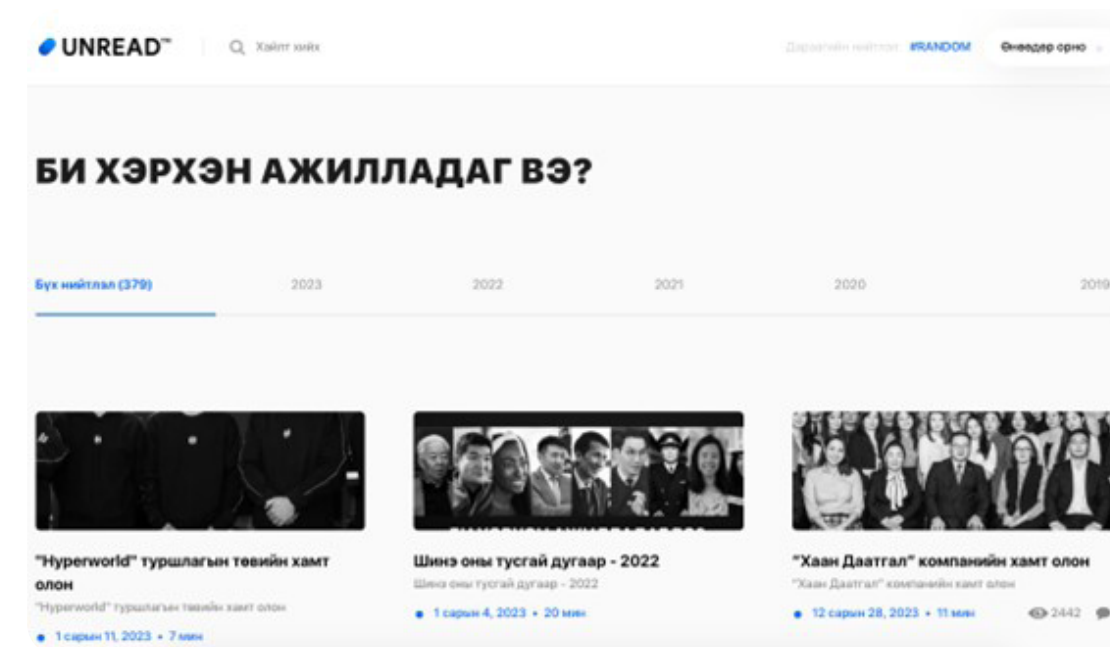 UNREAD™
Хайлт хийх
Дараагийн нийтлэл #RANDOM
Өнөөдөр орно
БИ ХЭРХЭН АЖИЛЛАДАГ ВЭ?
Бүх нийтлэл (379) 2023 2022 2021 2020 2019
"Hyperworld" туршлагын төвийн хамт
олон
"Hyperworld" туршлагын төвийн хамт олон
1 сарын 11, 2023 • 7 мин
Шинэ оны тусгай дугаар - 2022
Шинэ оны тусгай дугаар - 2022
1 сарын 4, 2023 • 20 мин
"Хаан Даатгал" компанийн хамт олон
"Хаан Даатгал" компанийн хамт олон
12 сарын 28, 2023 • 11 мин 2442